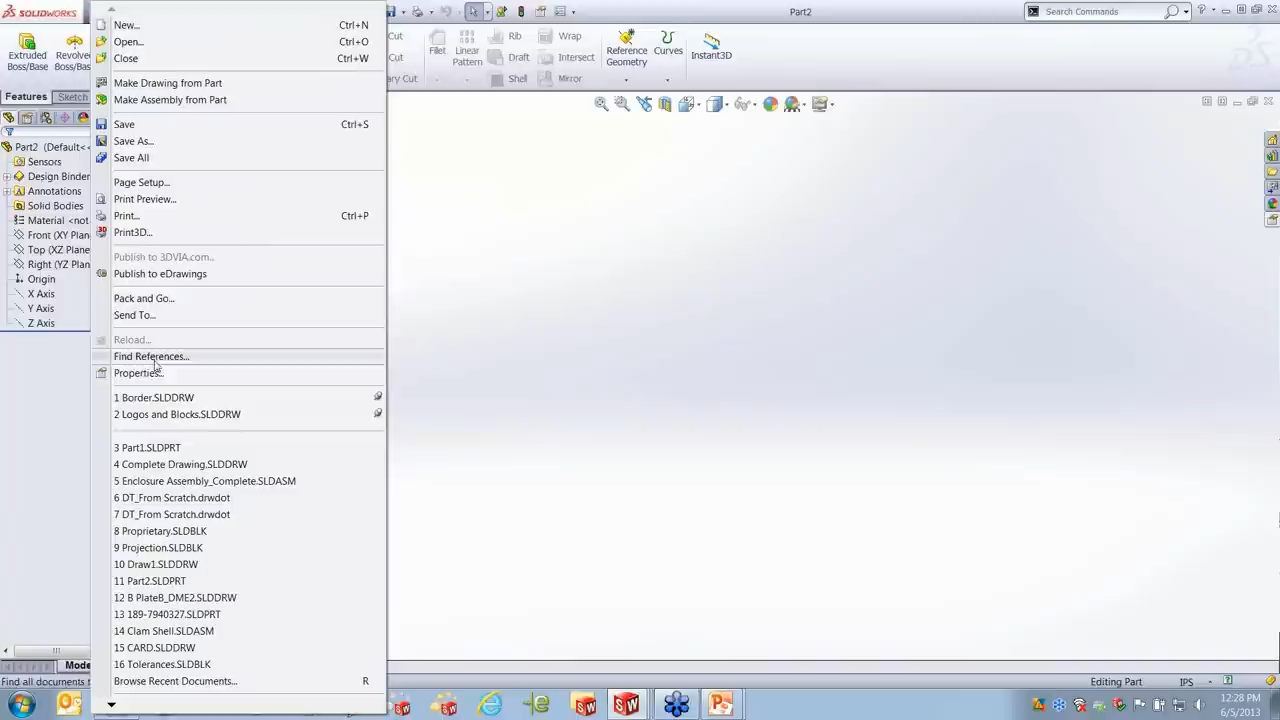 SOLIDWORKS
Part2
Search Commands
Extruded
Boss/Base
Revolve
Boss/Bas
Cut
Cut
ary Cut
Fillet
Linear
Pattern
Rib
Draft
Shell
Wrap
Intersect
Mirror
Reference
Geometry
Curves
Instant3D
Features
Sketch
Part2 (Default<<
Sensors
Design Binder
Annotations
Solid Bodies
Material <not
Front (XY Plan
Top (XZ Plane
Right (YZ Plan
Origin
X Axis
Y Axis
Z Axis
New... Ctrl+N
Open... Ctrl+O
Close Ctrl+W
Make Drawing from Part
Make Assembly from Part
Save Ctrl+S
Save As...
Save All
Page Setup...
Print Preview...
Print... Ctrl+P
Print3D...
Publish to 3DVIA.com...
Publish to eDrawings
Pack and Go...
Send To...
Reload...
Find References...
Properties...
1 Border.SLDDRW
2 Logos and Blocks.SLDDRW
3 Part1.SLDPRT
4 Complete Drawing.SLDDRW
5 Enclosure Assembly_Complete.SLDASM
6 DT_From Scratch.drwdot
7 DT_From Scratch.drwdot
8 Proprietary.SLDBLK
9 Projection.SLDBLK
10 Draw1.SLDDRW
11 Part2.SLDPRT
12 B PlateB_DME2.SLDDRW
13 189-7940327.SLDPRT
14 Clam Shell.SLDASM
15 CARD.SLDDRW
16 Tolerances.SLDBLK
Browse Recent Documents... R
Mode
Find all documents
Editing Part
IPS
12:28 PM
6/5/2013